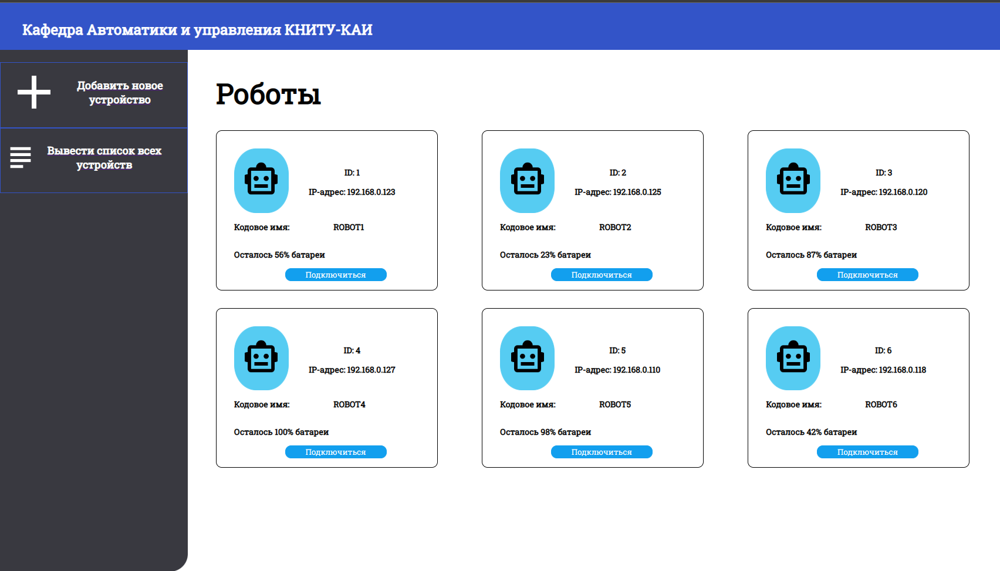 Кафедра Автоматики и управления КНИТУ-КАИ
Добавить новое
устройство
Вывести список всех
устройств
Роботы
ID: 1
IP-адрес: 192.168.0.123
Кодовое имя: ROBOT1
Осталось 56% батареи
Подключиться
ID: 2
IP-адрес: 192.168.0.125
Кодовое имя: ROBOT2
Осталось 23% батареи
Подключиться
ID: 3
IP-адрес: 192.168.0.120
Кодовое имя: ROBOT3
Осталось 87% батареи
Подключиться
ID: 4
IP-адрес: 192.168.0.127
Кодовое имя: ROBOT4
Осталось 100% батареи
Подключиться
ID: 5
IP-адрес: 192.168.0.110
Кодовое имя: ROBOT5
Осталось 98% батареи
Подключиться
ID: 6
IP-адрес: 192.168.0.118
Кодовое имя: ROBOT6
Осталось 42% батареи
Подключиться